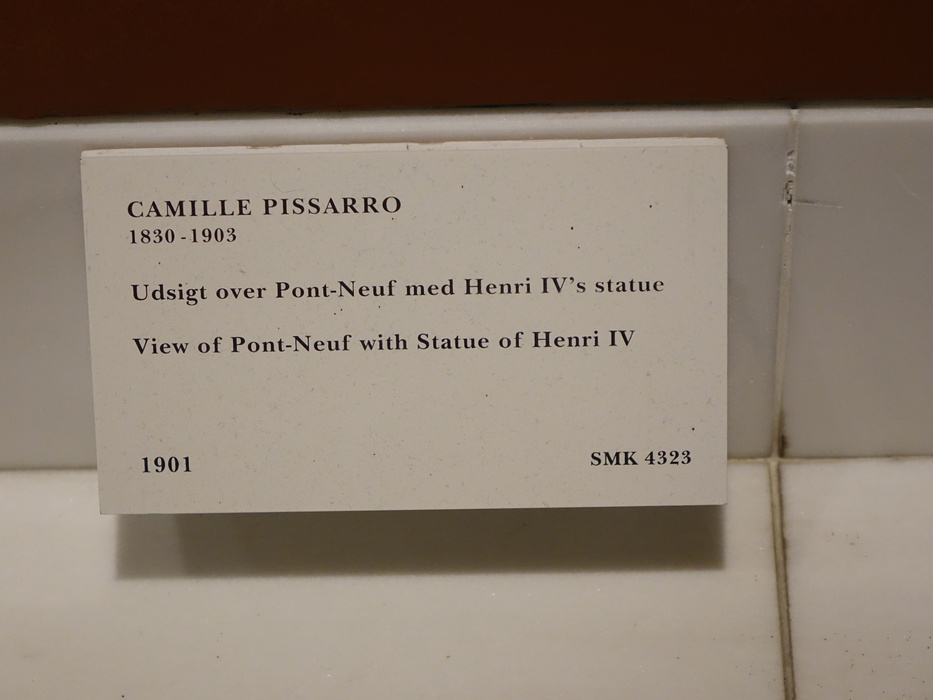 CAMILLE PISSARRO
1830-1903
Udsigt over Pont-Neuf med Henri IV's statue
View of Pont-Neuf with Statue of Henri IV
1901
SMK 4323